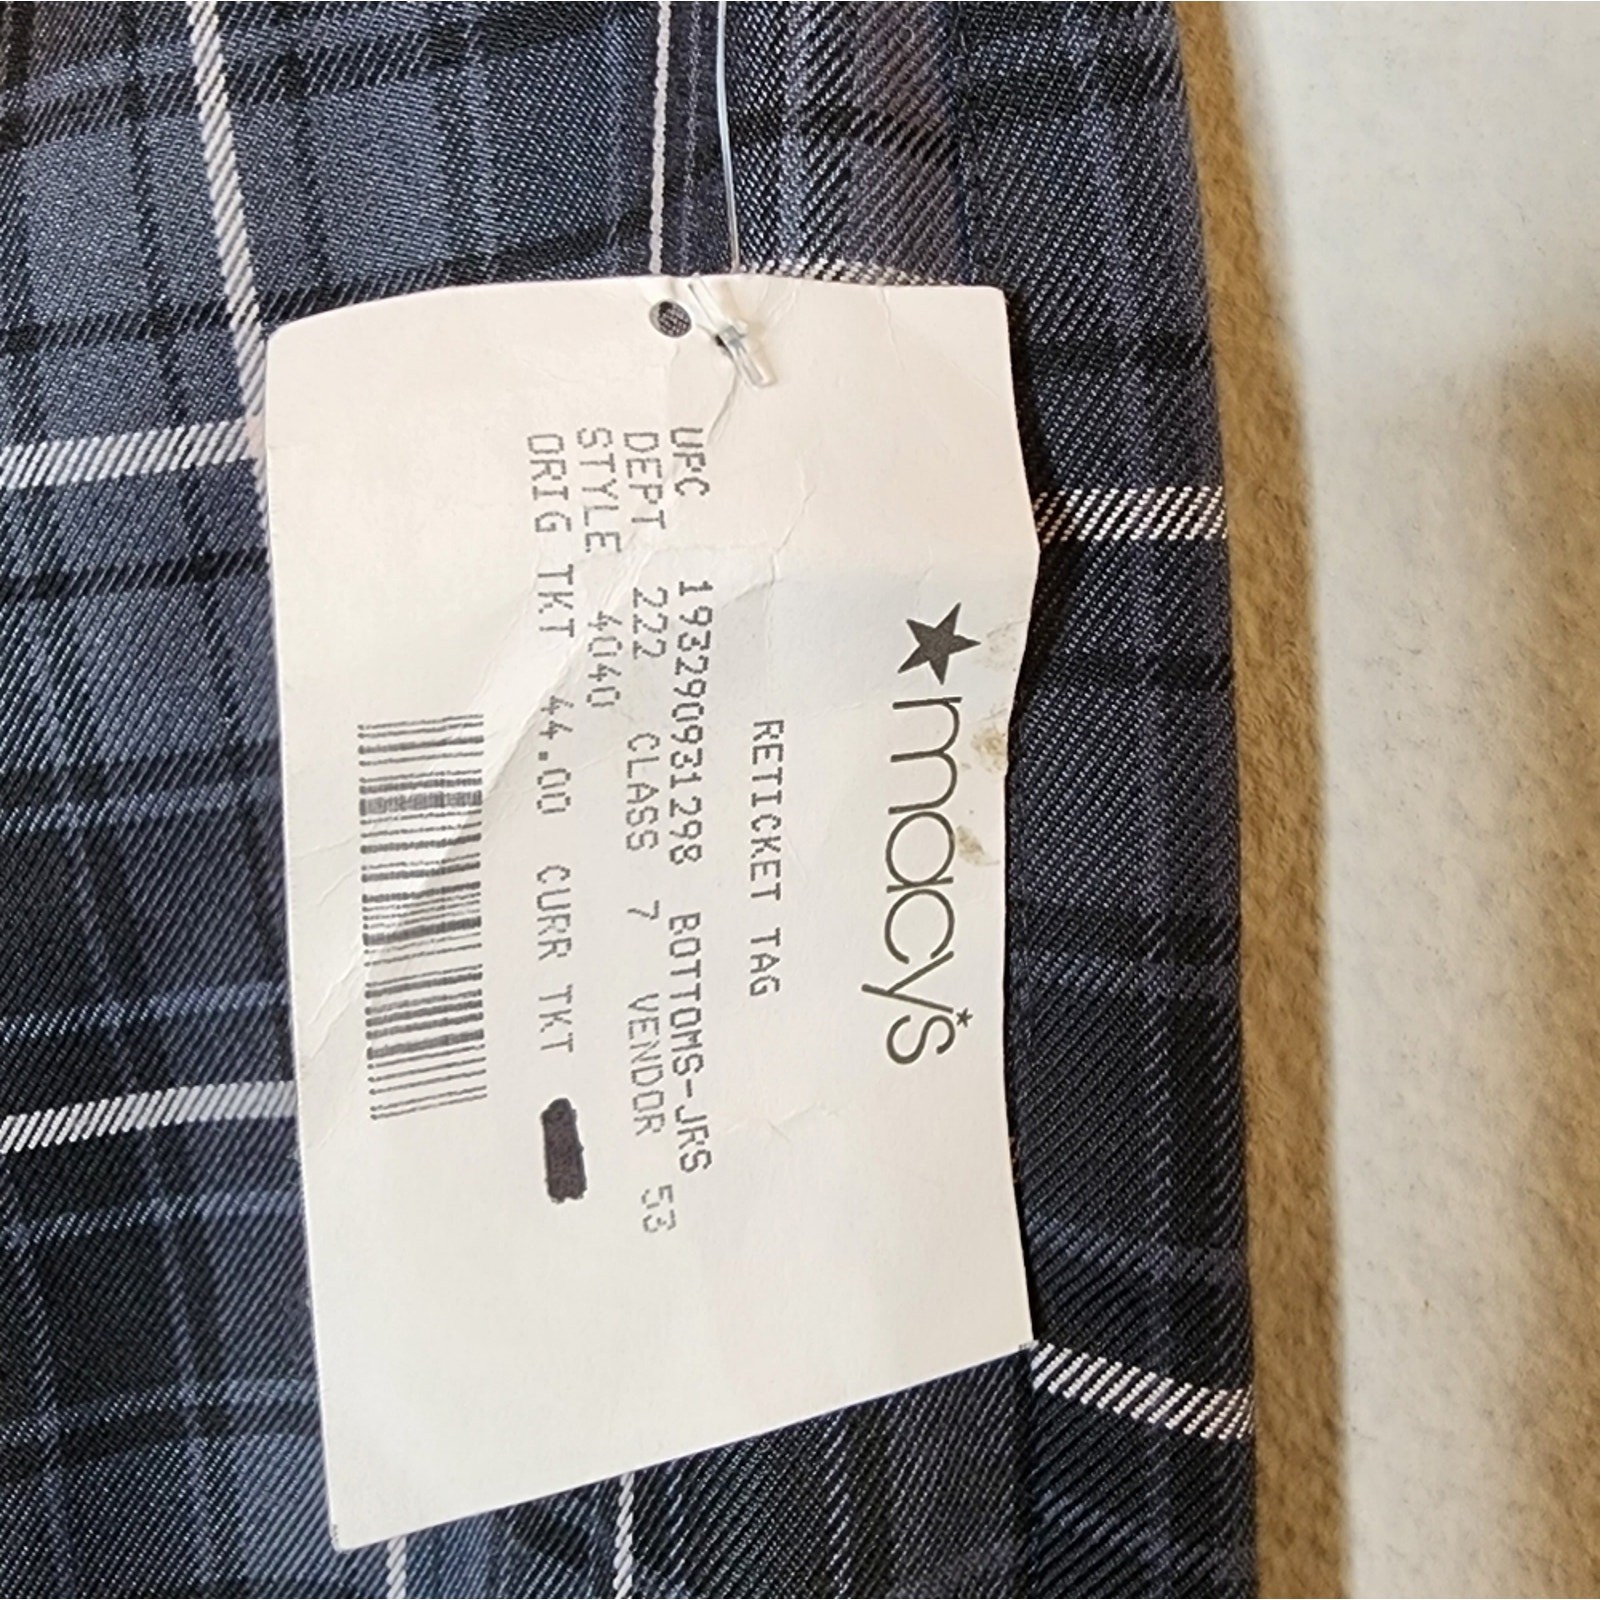 macy's
RETICKET TAG
UPC 193290931298 BOTTOMS-JRS
DEPT 222 CLASS 7 VENDOR 53
STYLE 4040
ORIG TKT 44.00 CURR TKT